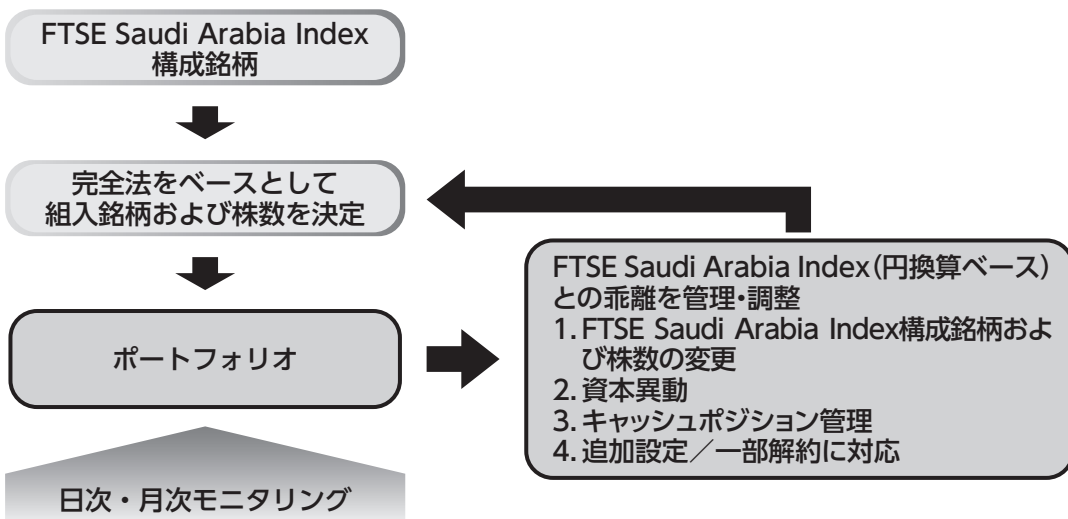 FTSE Saudi Arabia Index
構成銘柄
完全法をベースとして
組入銘柄および株数を決定
ポートフォリオ
日次・月次モニタリング
FTSE Saudi Arabia Index（円換算ベース）
との乖離を管理・調整
1. FTSE Saudi Arabia Index構成銘柄およ
び株数の変更
2. 資本異動
3. キャッシュポジション管理
4. 追加設定／一部解約に対応